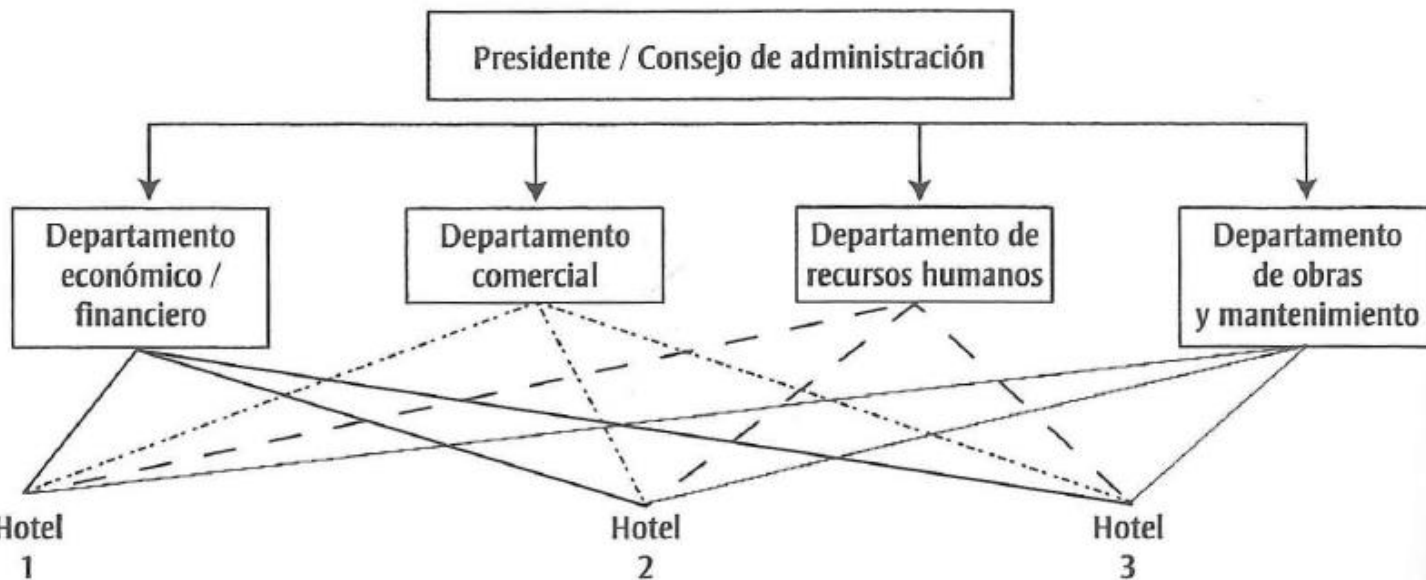 Presidente / Consejo de administración
Departamento
económico /
financiero
Departamento
comercial
Departamento de
recursos humanos
Departamento
de obras
y mantenimiento
Hotel
1
Hotel
2
Hotel
3